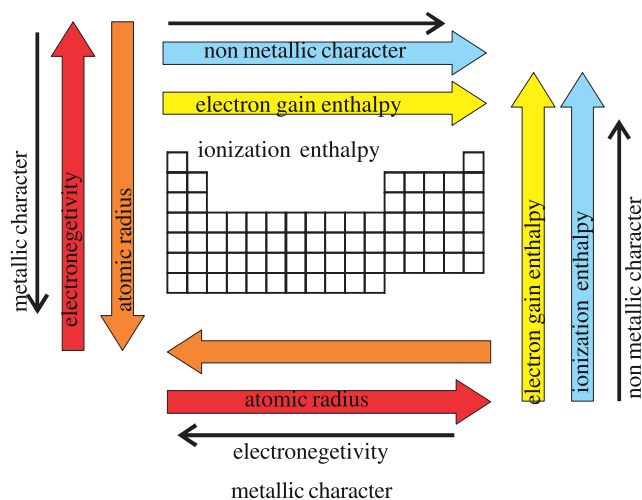 non metallic character
electron gain enthalpy
ionization enthalpy
metallic character
electronegetivity
atomic radius
electron gain enthalpy
ionization enthalpy
non metallic character
atomic radius
electronegetivity
metallic character